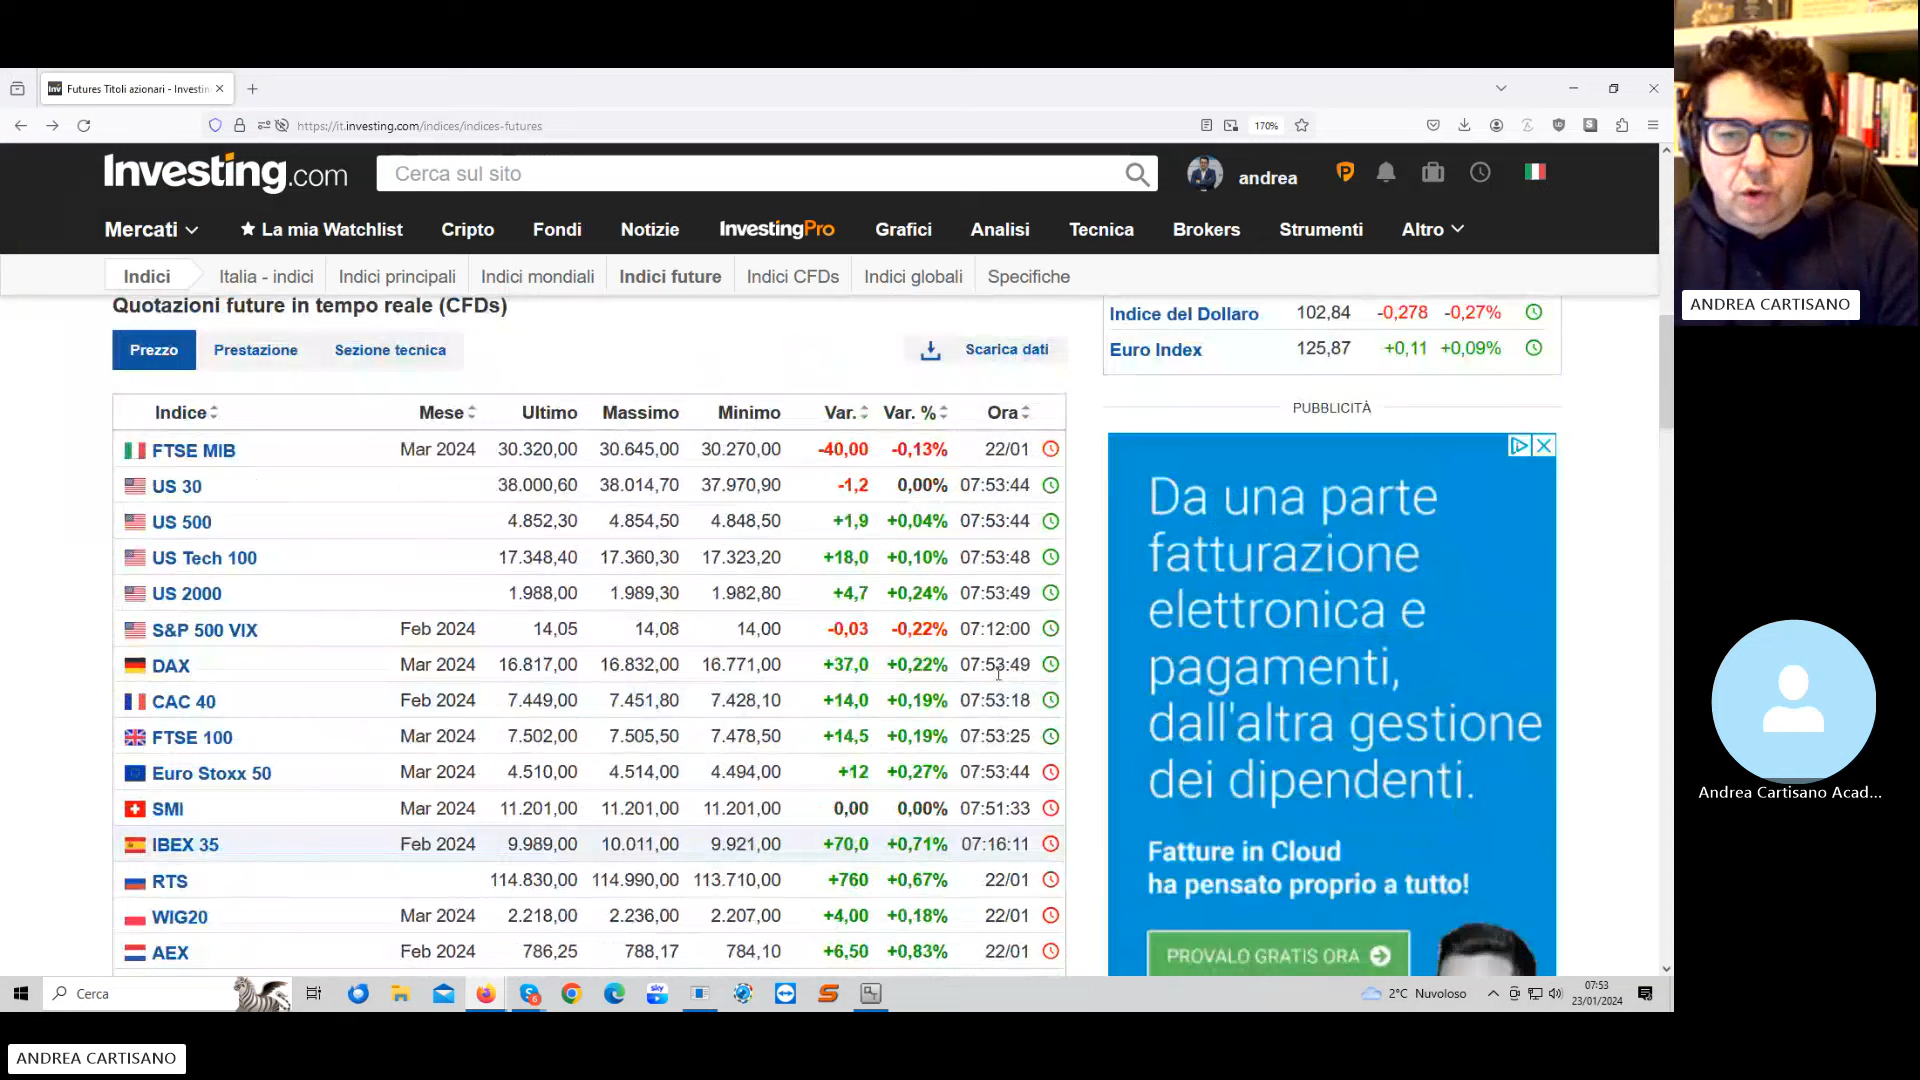 Futures Titoli azionari - Investin
https://it.investing.com/indices/indices-futures
170%
Investing.com
Cerca sul sito
andrea
Mercati
La mia Watchlist
Cripto
Fondi
Notizie
InvestingPro
Grafici
Analisi
Tecnica
Brokers
Strumenti
Altro
Indici
Italia - indici
Indici principali
Indici mondiali
Indici future
Indici CFDs
Indici globali
Specifiche
Quotazioni future in tempo reale (CFDs)
Prezzo
Prestazione
Sezione tecnica
Scarica dati
Indice Mese Ultimo Massimo Minimo Var. Var. % Ora
FTSE MIB Mar 2024 30.320,00 30.645,00 30.270,00 -40,00 -0,13% 22/01
US 30 38.000,60 38.014,70 37.970,90 -1,2 0,00% 07:53:44
US 500 4.852,30 4.854,50 4.848,50 +1,9 +0,04% 07:53:44
US Tech 100 17.348,40 17.360,30 17.323,20 +18,0 +0,10% 07:53:48
US 2000 1.988,00 1.989,30 1.982,80 +4,7 +0,24% 07:53:49
S&P 500 VIX Feb 2024 14,05 14,08 14,00 -0,03 -0,22% 07:12:00
DAX Mar 2024 16.817,00 16.832,00 16.771,00 +37,0 +0,22% 07:53:49
CAC 40 Feb 2024 7.449,00 7.451,80 7.428,10 +14,0 +0,19% 07:53:18
FTSE 100 Mar 2024 7.502,00 7.505,50 7.478,50 +14,5 +0,19% 07:53:25
Euro Stoxx 50 Mar 2024 4.510,00 4.514,00 4.494,00 +12 +0,27% 07:53:44
SMI Mar 2024 11.201,00 11.201,00 11.201,00 0,00 0,00% 07:51:33
IBEX 35 Feb 2024 9.989,00 10.011,00 9.921,00 +70,0 +0,71% 07:16:11
RTS 114.830,00 114.990,00 113.710,00 +760 +0,67% 22/01
WIG20 Mar 2024 2.218,00 2.236,00 2.207,00 +4,00 +0,18% 22/01
AEX Feb 2024 786,25 788,17 784,10 +6,50 +0,83% 22/01
Indice del Dollaro 102,84 -0,278 -0,27%
Euro Index 125,87 +0,11 +0,09%
PUBBLICITÀ
Da una parte
fatturazione
elettronica e
pagamenti,
dall'altra gestione
dei dipendenti.
Fatture in Cloud
ha pensato proprio a tutto!
PROVALO GRATIS ORA
Cerca
2°C Nuvoloso
07:53
23/01/2024
ANDREA CARTISANO
Andrea Cartisano Acad...
ANDREA CARTISANO